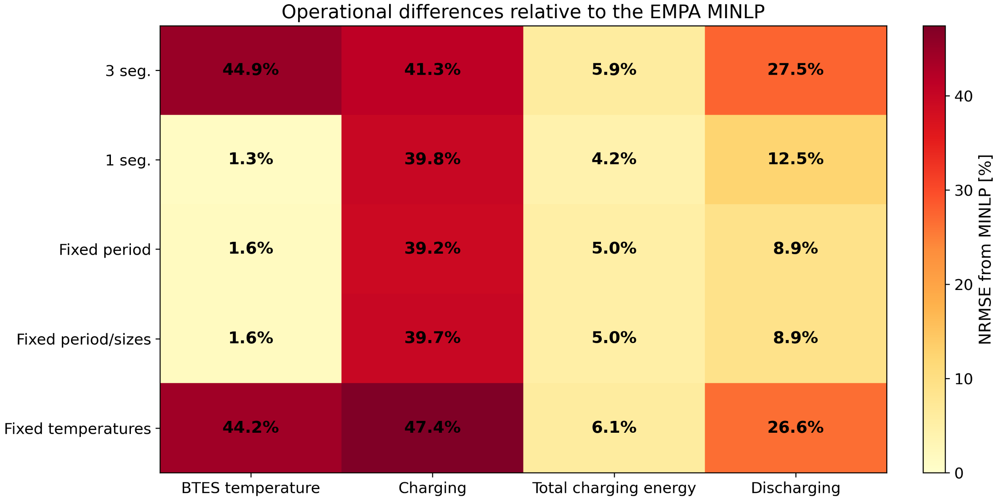 Operational differences relative to the EMPA MINLP
3 seg.
44.9%
41.3%
5.9%
27.5%
1 seg.
1.3%
39.8%
4.2%
12.5%
Fixed period
1.6%
39.2%
5.0%
8.9%
Fixed period/sizes
1.6%
39.7%
5.0%
8.9%
Fixed temperatures
44.2%
47.4%
6.1%
26.6%
BTES temperature
Charging
Total charging energy
Discharging
40
30
20
10
0
NRMSE from MINLP [%]